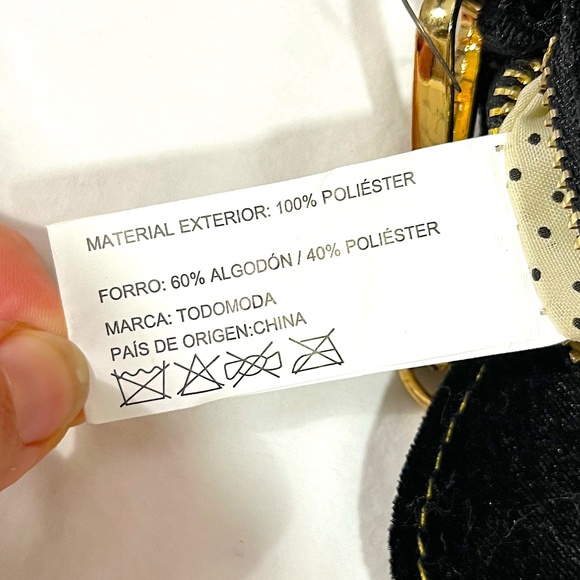 MATERIAL EXTERIOR: 100% POLIÉSTER
FORRO: 60% ALGODÓN / 40% POLIÉSTER
MARCA: TODOMODA
PAÍS DE ORIGEN:CHINA